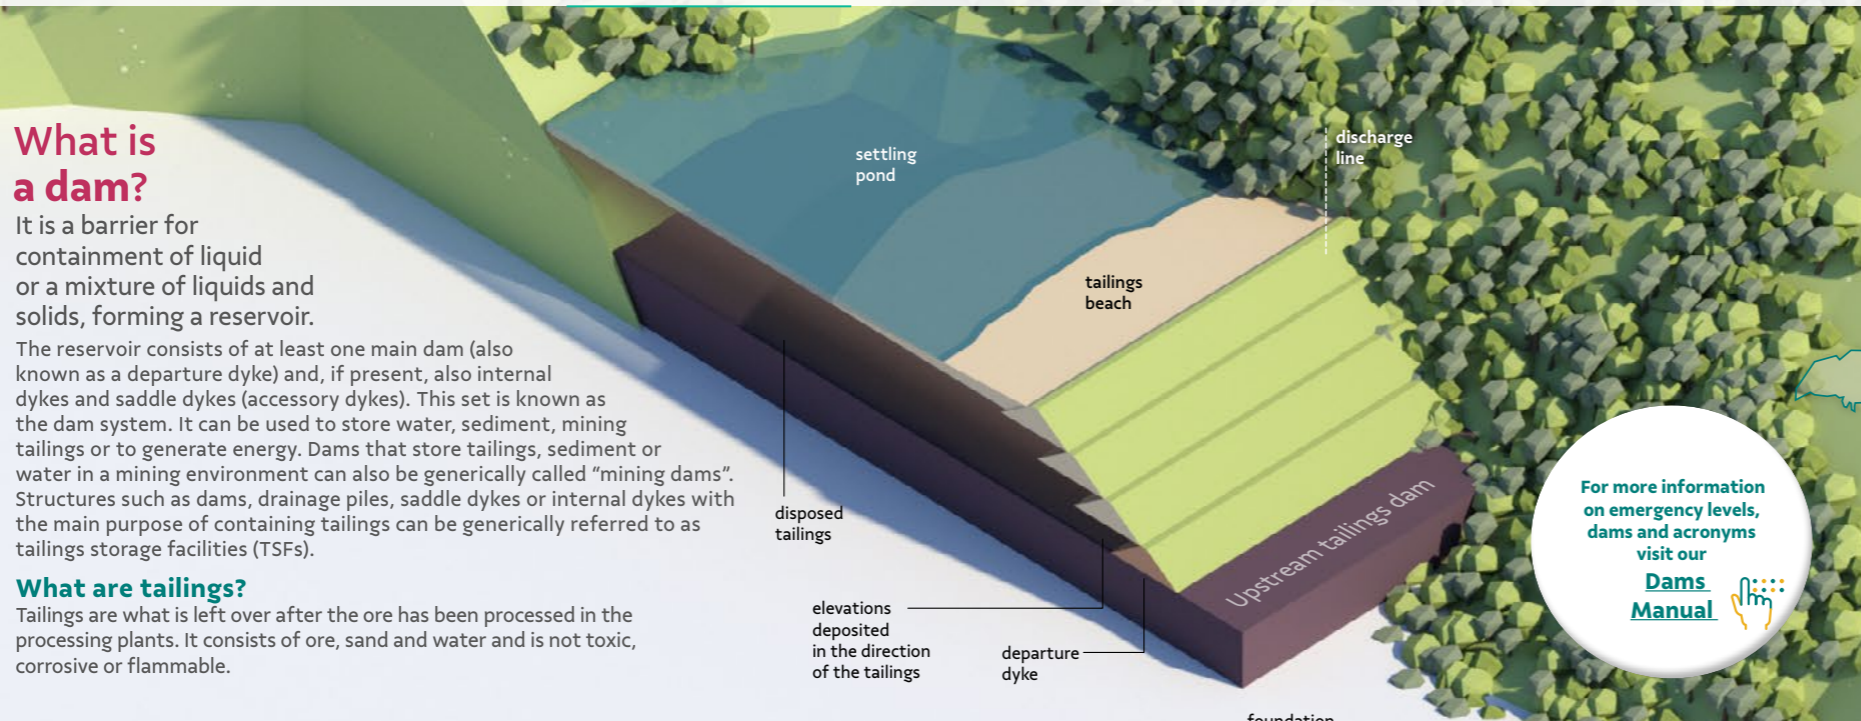 What is
a dam?
It is a barrier for
containment of liquid
or a mixture of liquids and
solids, forming a reservoir.
The reservoir consists of at least one main dam (also
known as a departure dyke) and, if present, also internal
dykes and saddle dykes (accessory dykes). This set is known as
the dam system. It can be used to store water, sediment, mining
tailings or to generate energy. Dams that store tailings, sediment or
water in a mining environment can also be generically called “mining dams”.
Structures such as dams, drainage piles, saddle dykes or internal dykes with
the main purpose of containing tailings can be generically referred to as
tailings storage facilities (TSFs).
What are tailings?
Tailings are what is left over after the ore has been processed in the
processing plants. It consists of ore, sand and water and is not toxic,
corrosive or flammable.
settling
pond
discharge
line
tailings
beach
disposed
tailings
elevations
deposited
in the direction
of the tailings
departure
dyke
Upstream tailings dam
foundation
For more information
on emergency levels,
dams and acronyms
visit our
Dams
Manual